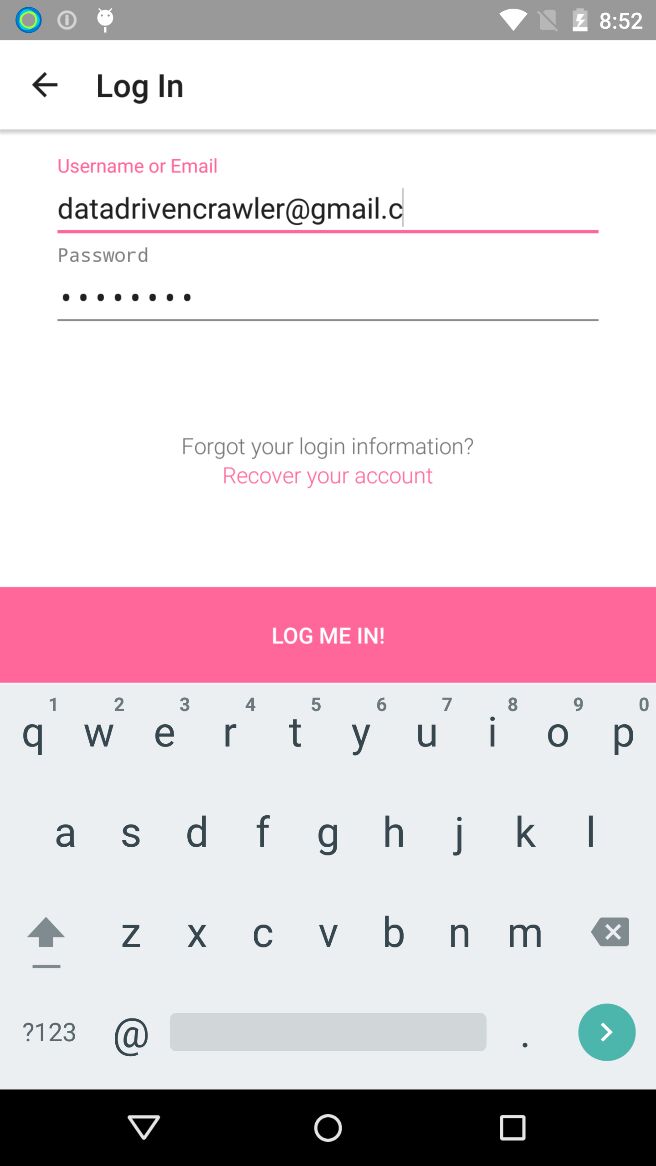 8:52
Log In
Username or Email
datadrivencrawler@gmail.c
Password
••••••••
Forgot your login information?
Recover your account
LOG ME IN!
1 2 3 4 5 6 7 8 9 0
q w e r t y u i o p
a s d f g h j k l
z x c v b n m
?123 @ .